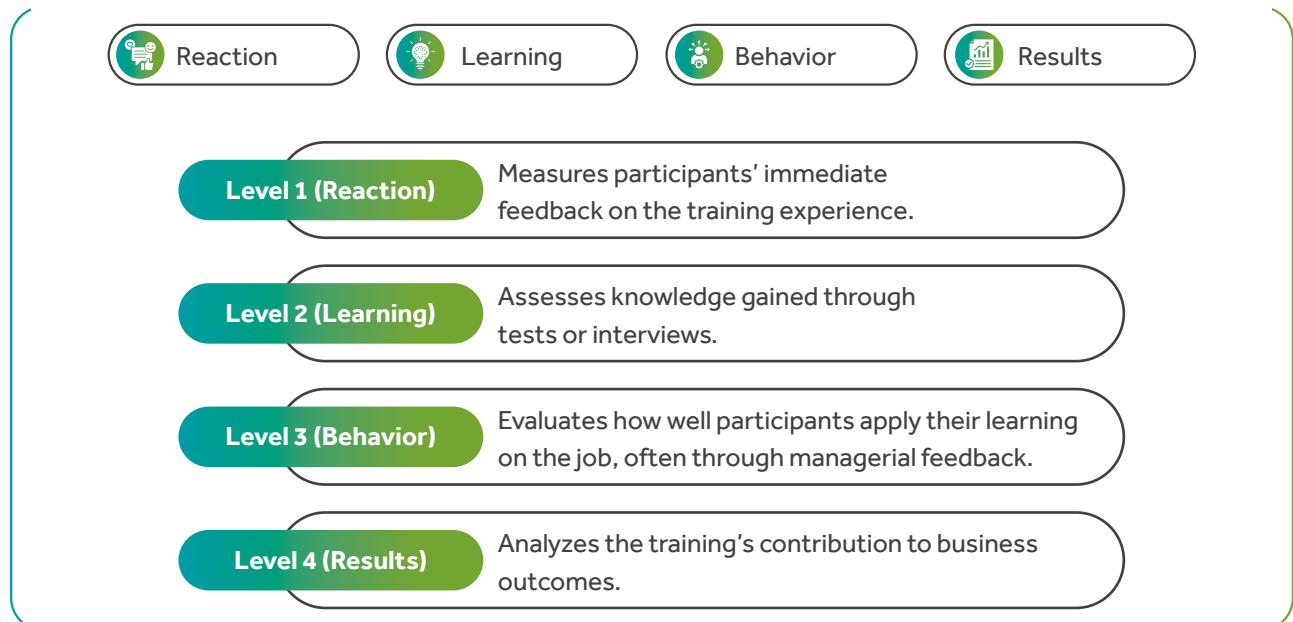 Reaction
Learning
Behavior
Results
Level 1 (Reaction)
Measures participants’ immediate
feedback on the training experience.
Level 2 (Learning)
Assesses knowledge gained through
tests or interviews.
Level 3 (Behavior)
Evaluates how well participants apply their learning
on the job, often through managerial feedback.
Level 4 (Results)
Analyzes the training’s contribution to business
outcomes.